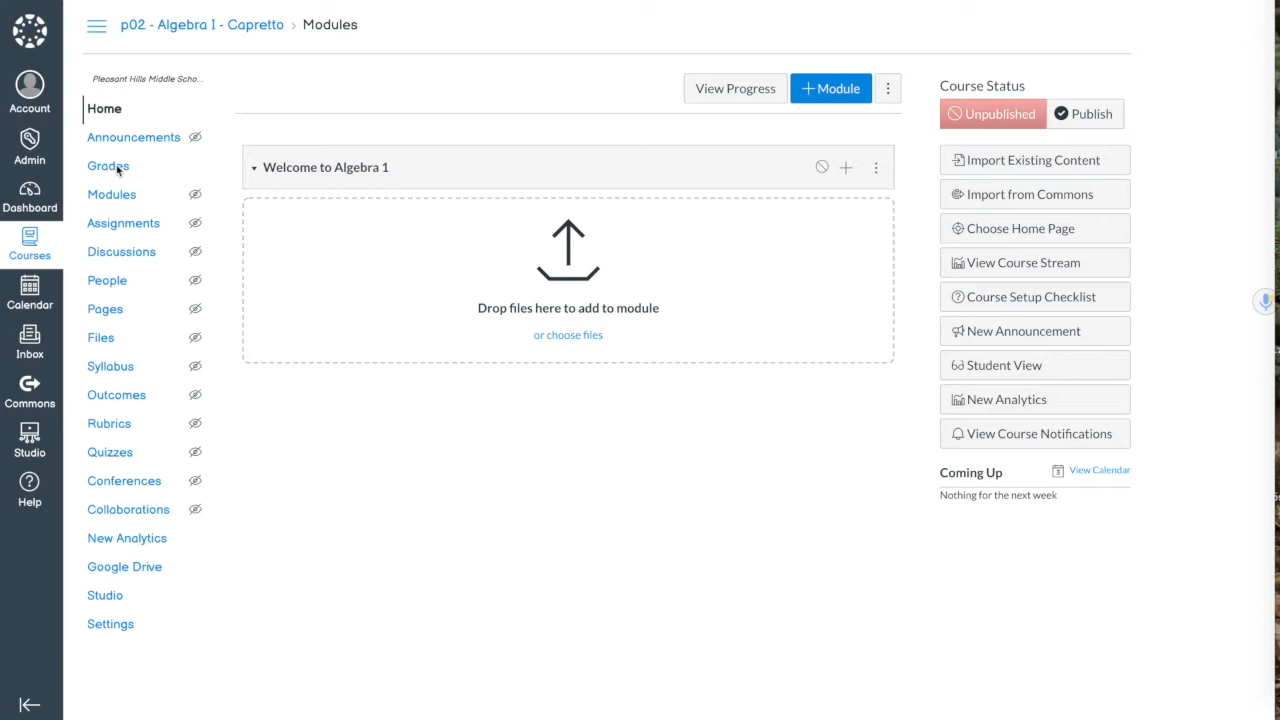 p02 - Algebra I - Capretto › Modules
Account
Admin
Dashboard
Courses
Calendar
Inbox
Commons
Studio
Help
Pleasant Hills Middle Scho...
Home
Announcements
Grades
Modules
Assignments
Discussions
People
Pages
Files
Syllabus
Outcomes
Rubrics
Quizzes
Conferences
Collaborations
New Analytics
Google Drive
Studio
Settings
View Progress
+ Module
Welcome to Algebra 1
Drop files here to add to module
or choose files
Course Status
Unpublished Publish
Import Existing Content
Import from Commons
Choose Home Page
View Course Stream
Course Setup Checklist
New Announcement
Student View
New Analytics
View Course Notifications
Coming Up
View Calendar
Nothing for the next week